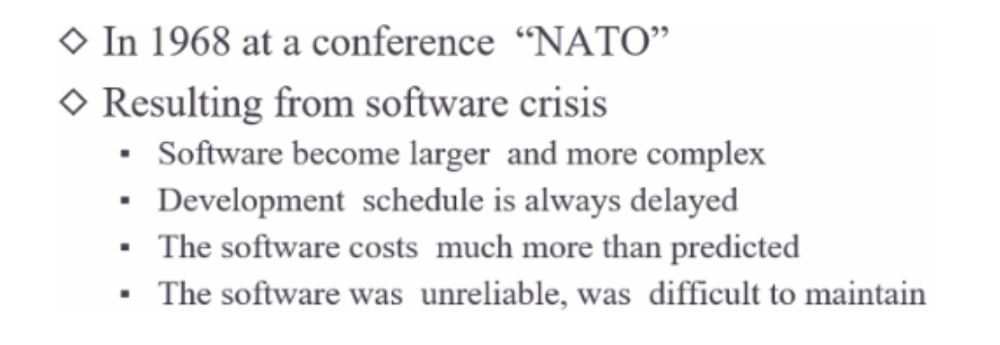 ◇ In 1968 at a conference “NATO”
◇ Resulting from software crisis
▪ Software become larger and more complex
▪ Development schedule is always delayed
▪ The software costs much more than predicted
▪ The software was unreliable, was difficult to maintain